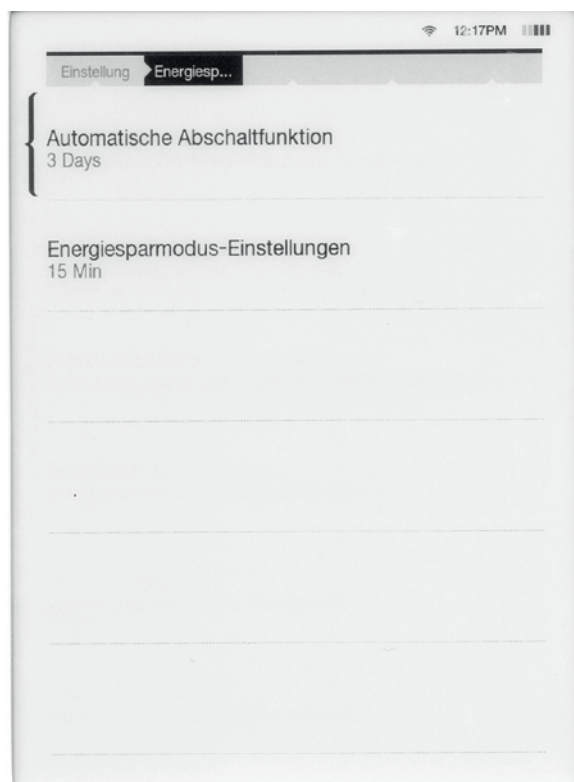 12:17PM
Einstellung Energiesp...
Automatische Abschaltfunktion
3 Days
Energiesparmodus-Einstellungen
15 Min